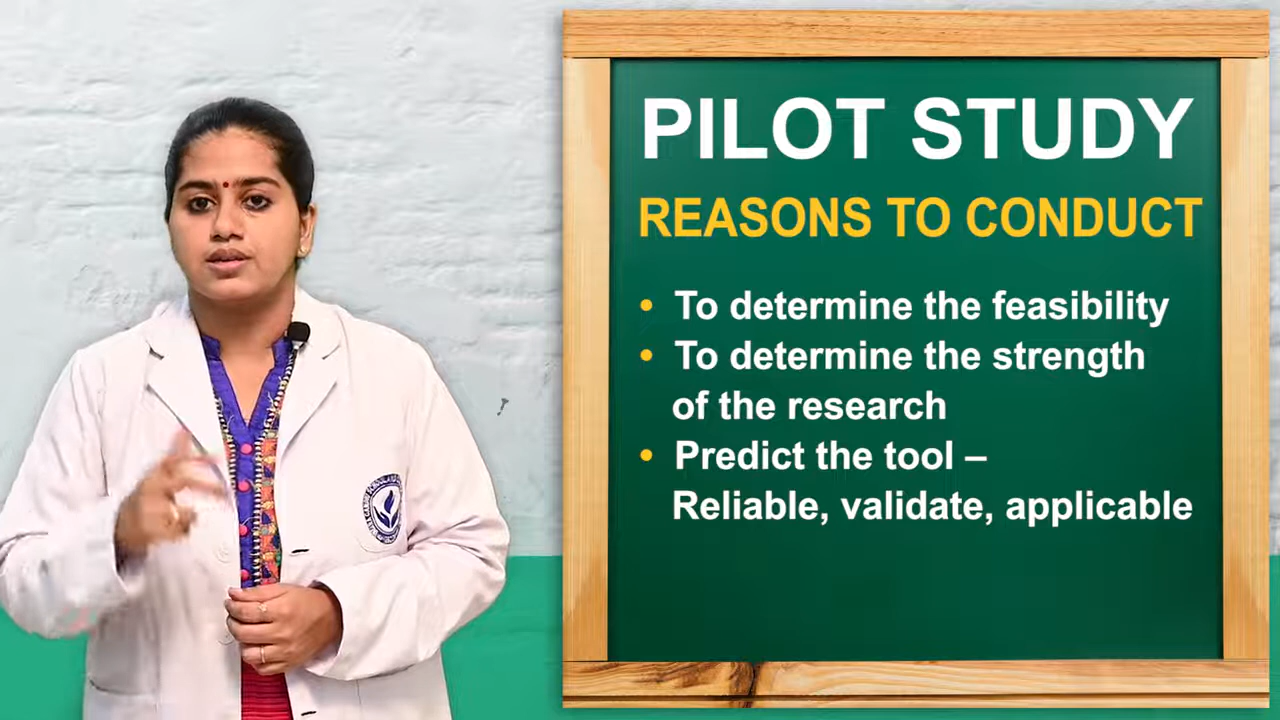 PILOT STUDY
REASONS TO CONDUCT
• To determine the feasibility
• To determine the strength
of the research
• Predict the tool –
Reliable, validate, applicable